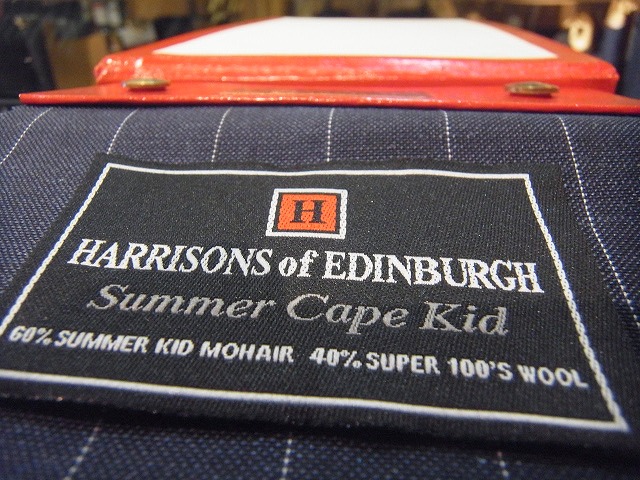 H
HARRISONS of EDINBURGH
Summer Cape Kid
60% SUMMER KID MOHAIR 40% SUPER 100'S WOOL